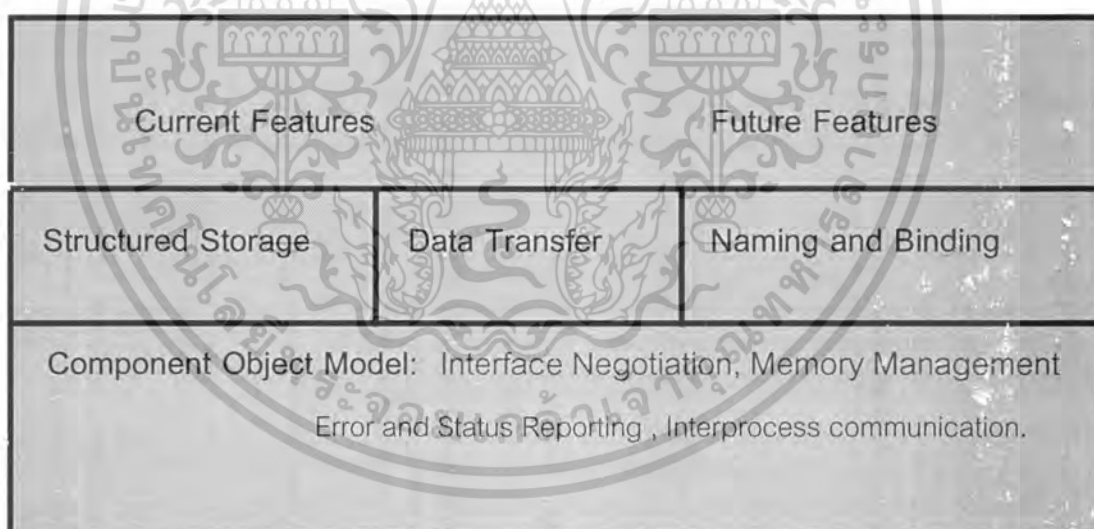 Current Features Future Features
Structured Storage Data Transfer Naming and Binding
Component Object Model: Interface Negotiation, Memory Management
Error and Status Reporting , Interprocess communication.